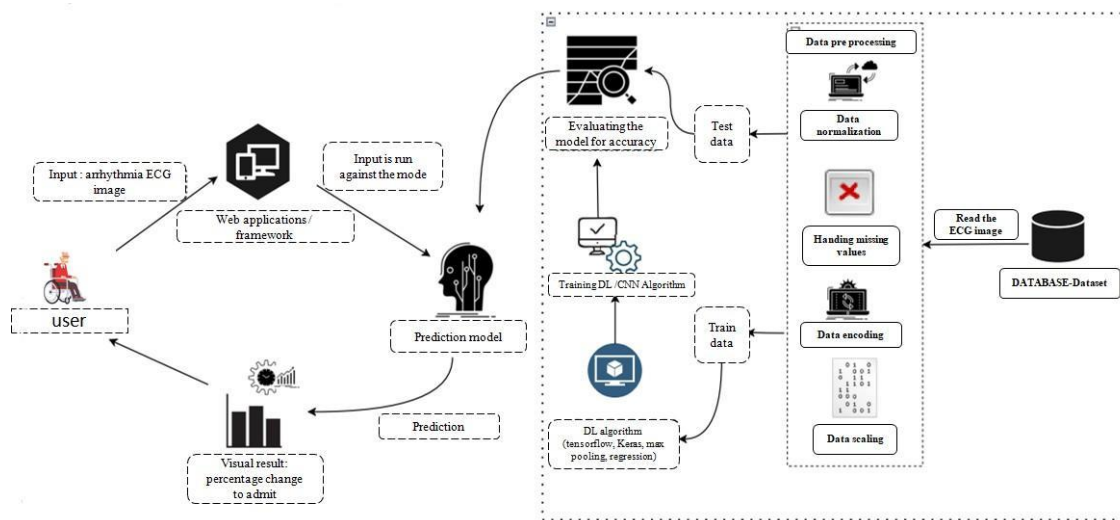 Input : arrhythmia ECG
image
Web applications /
framework
Input is run
against the mode
user
Prediction model
Prediction
Visual result:
percentage change
to admit
Evaluating the
model for accuracy
Test
data
Training DL /CNN Algorithm
Train
data
DL algorithm
(tensorflow, Keras, max
pooling, regression)
Data pre processing
Data
normalization
Handing missing
values
Data encoding
Data scaling
Read the
ECG image
DATABASE-Dataset